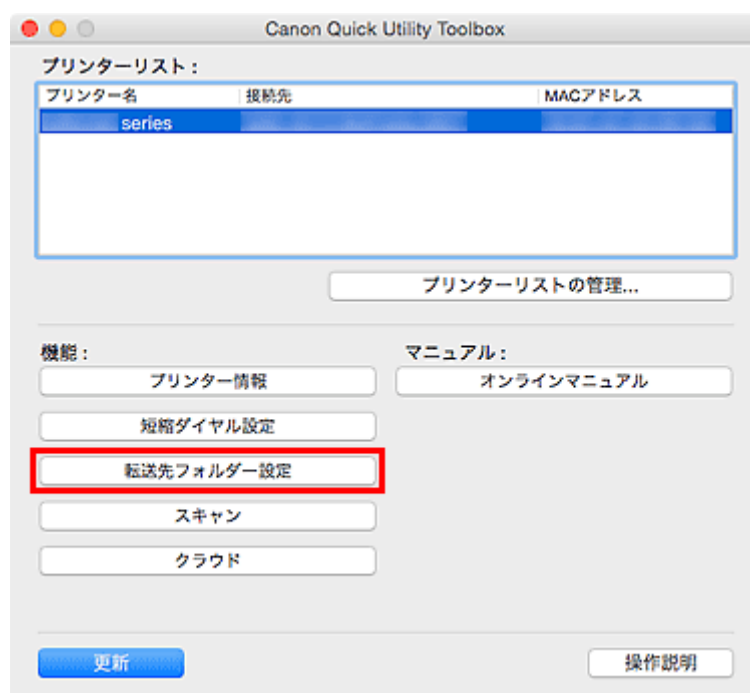 Canon Quick Utility Toolbox
プリンターリスト：
プリンター名 接続先 MACアドレス
series
プリンターリストの管理...
機能： マニュアル：
プリンター情報 オンラインマニュアル
短縮ダイヤル設定
転送先フォルダー設定
スキャン
クラウド
更新 操作説明